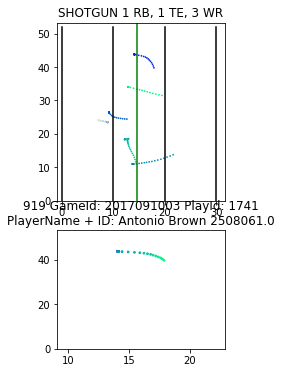 SHOTGUN 1 RB, 1 TE, 3 WR
50
40
30
20
10
0
0 10 20 30
919 GameId: 2017091003 PlayId: 1741
PlayerName + ID: Antonio Brown 2508061.0
40
20
0
10 15 20